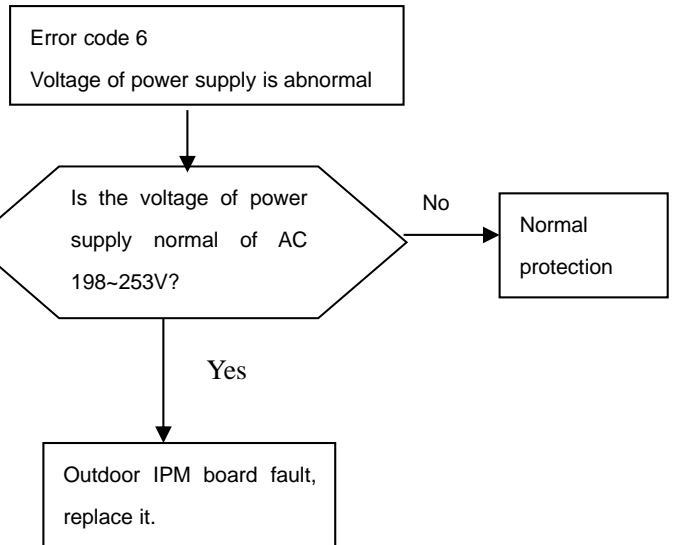 Error code 6
Voltage of power supply is abnormal
Is the voltage of power
supply normal of AC
198~253V?
No
Normal
protection
Yes
Outdoor IPM board fault,
replace it.